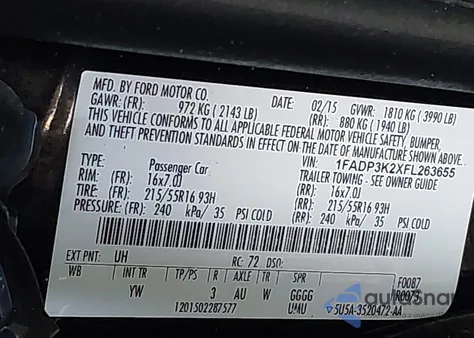 MFD. BY FORD MOTOR CO.
DATE: 02/15 GVWR: 1810 KG (3990 LB)
GAWR: (FR): 972 KG (2143 LB) (RR): 880 KG (1940 LB)
THIS VEHICLE CONFORMS TO ALL APPLICABLE FEDERAL MOTOR VEHICLE SAFETY, BUMPER,
AND THEFT PREVENTION STANDARDS IN EFFECT ON THE DATE OF MANUFACTURE SHOWN ABOVE.
VIN: 1FADP3K2XFL263655
TYPE: Passenger Car TRAILER TOWING - SEE OWNER GUIDE
RIM: (FR) 16x7.0J (RR): 16x7.0J
TIRE: (FR) 215/55R16 93H (RR): 215/55R16 93H
PRESSURE: (FR) 240 kPa/ 35 PSI COLD (RR): 240 kPa/ 35 PSI COLD
EXT PNT: UH RC: 72 DSO:
WB INT TR TP/PS R AXLE TR SPR F0087
YW 3 AU W GGGG
1201502287577 UMU 5U5A-3520472-AA